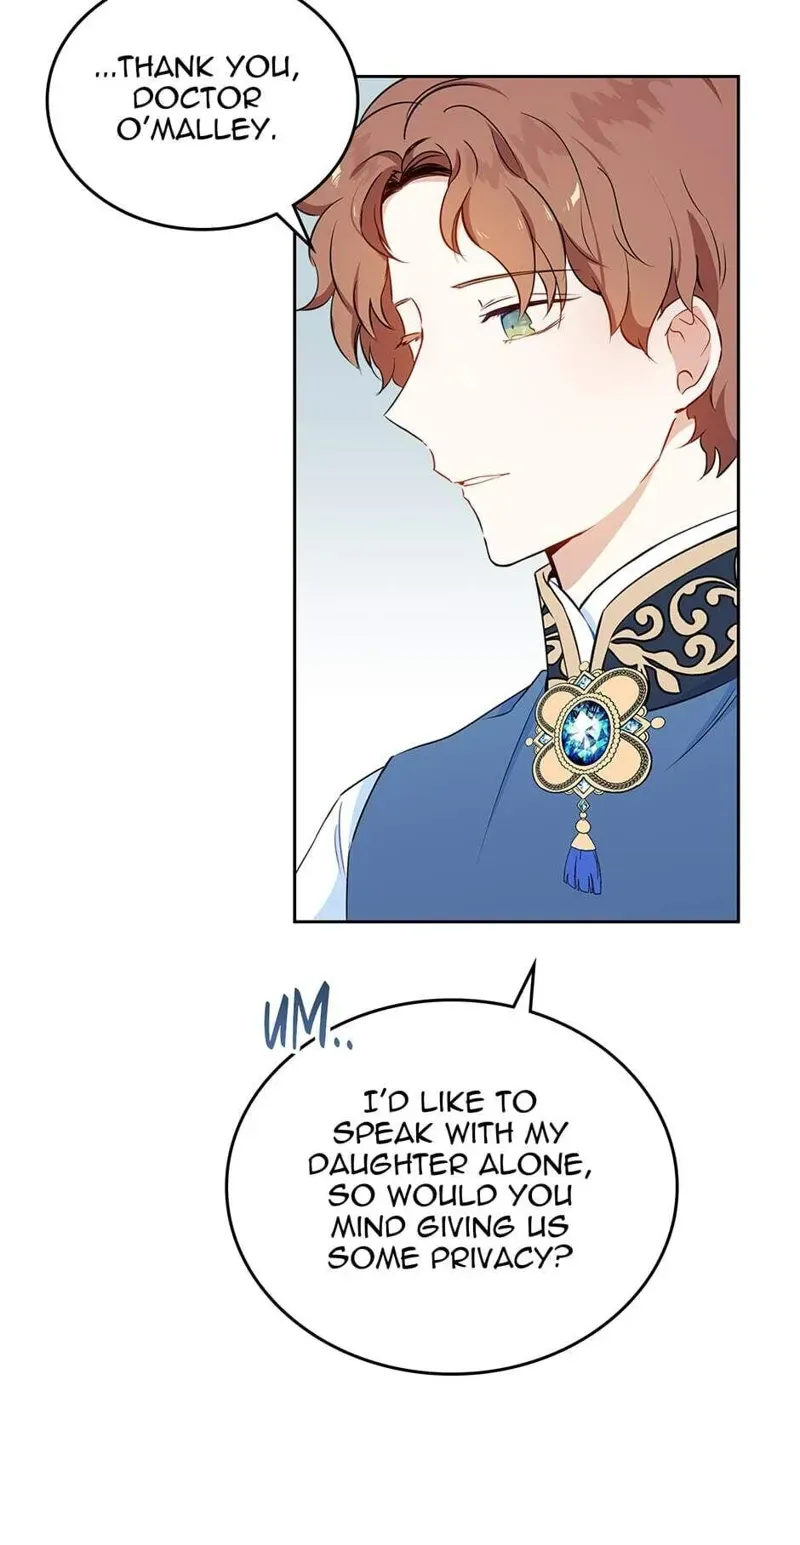 ...THANK YOU,
DOCTOR
O'MALLEY.
UM..
I'D LIKE TO
SPEAK WITH MY
DAUGHTER ALONE,
SO WOULD YOU
MIND GIVING US
SOME PRIVACY?